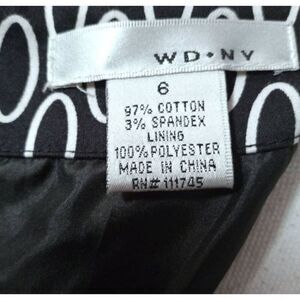 WD•NY
6
97% COTTON
3% SPANDEX
LINING
100% POLYESTER
MADE IN CHINA
RN# 111745